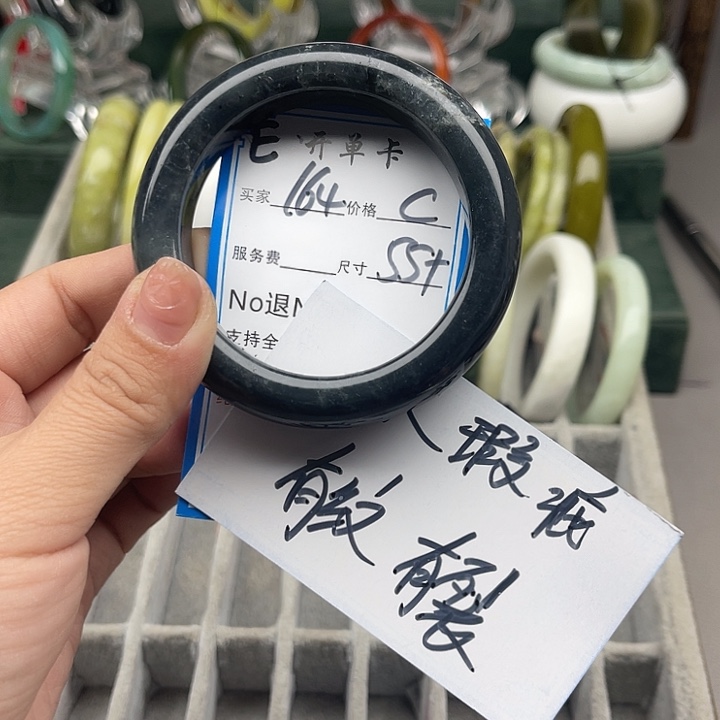 开单卡
买家 164 价格 C
服务费 尺寸 55+
No退
支持全
瑕疵
有纹
有裂